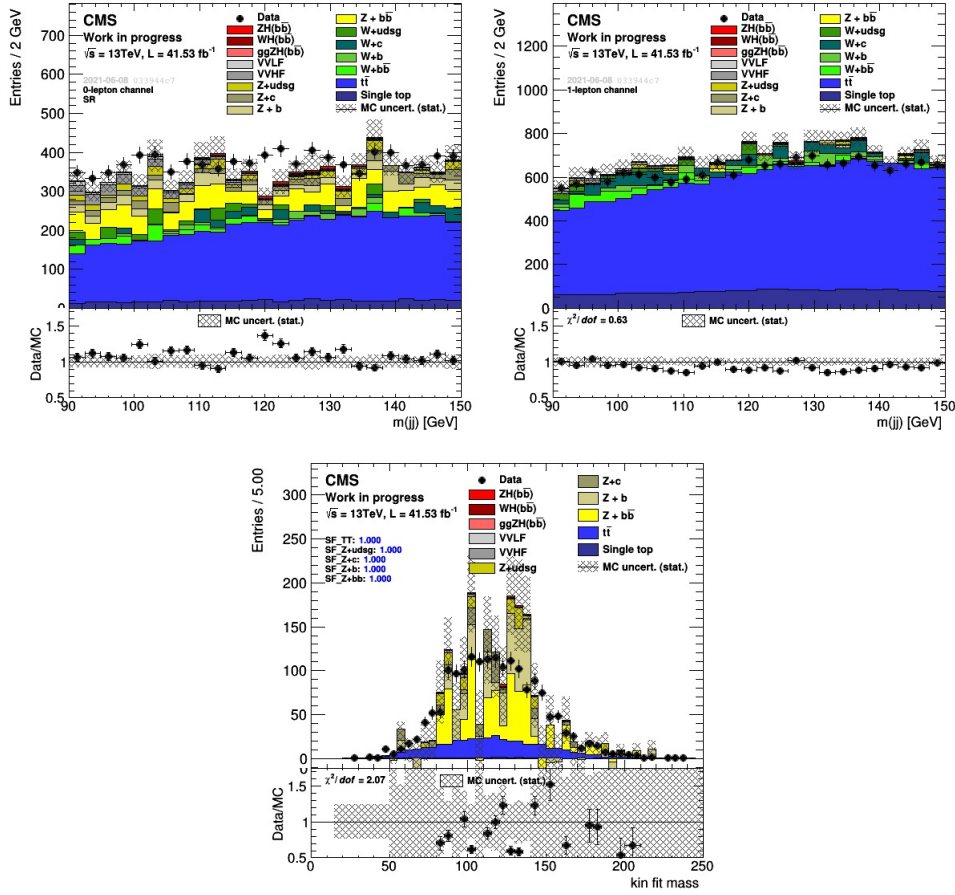 CMS
Work in progress
√s = 13TeV, L = 41.53 fb⁻¹
2021-06-08 033944c7
0-lepton channel
SR
Data
ZH(bb̄)
WH(bb̄)
ggZH(bb̄)
VVLF
VVHF
Z+udsg
Z+c
Z + b
Z + bb̄
W+udsg
W+c
W+b
W+bb̄
tt̄
Single top
MC uncert. (stat.)
Entries / 2 GeV
700
600
500
400
300
200
100
0
MC uncert. (stat.)
Data/MC
1.5
1
0.5
90 100 110 120 130 140 150
m(jj) [GeV]
CMS
Work in progress
√s = 13TeV, L = 41.53 fb⁻¹
2021-06-08 033944c7
1-lepton channel
Data
ZH(bb̄)
WH(bb̄)
ggZH(bb̄)
VVLF
VVHF
Z+udsg
Z+c
Z + b
Z + bb̄
W+udsg
W+c
W+b
W+bb̄
tt̄
Single top
MC uncert. (stat.)
Entries / 2 GeV
1200
1000
800
600
400
200
0
χ²/dof = 0.63
MC uncert. (stat.)
Data/MC
1.5
1
0.5
90 100 110 120 130 140 150
m(jj) [GeV]
CMS
Work in progress
√s = 13TeV, L = 41.53 fb⁻¹
SF_TT: 1.000
SF_Z+udsg: 1.000
SF_Z+c: 1.000
SF_Z+b: 1.000
SF_Z+bb: 1.000
Data
ZH(bb̄)
WH(bb̄)
ggZH(bb̄)
VVLF
VVHF
Z+udsg
Z+c
Z + b
Z + bb̄
tt̄
Single top
MC uncert. (stat.)
Entries / 5.00
300
250
200
150
100
50
0
χ²/dof = 2.07
MC uncert. (stat.)
Data/MC
1.5
1
0.5
0 50 100 150 200 250
kin fit mass